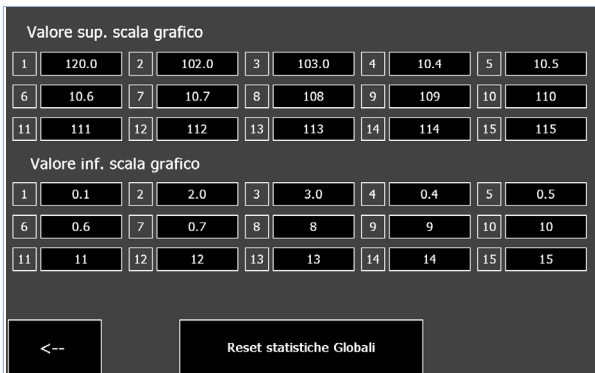 Valore sup. scala grafico
1 120.0 2 102.0 3 103.0 4 10.4 5 10.5
6 10.6 7 10.7 8 108 9 109 10 110
11 111 12 112 13 113 14 114 15 115
Valore inf. scala grafico
1 0.1 2 2.0 3 3.0 4 0.4 5 0.5
6 0.6 7 0.7 8 8 9 9 10 10
11 11 12 12 13 13 14 14 15 15
<-- Reset statistiche Globali